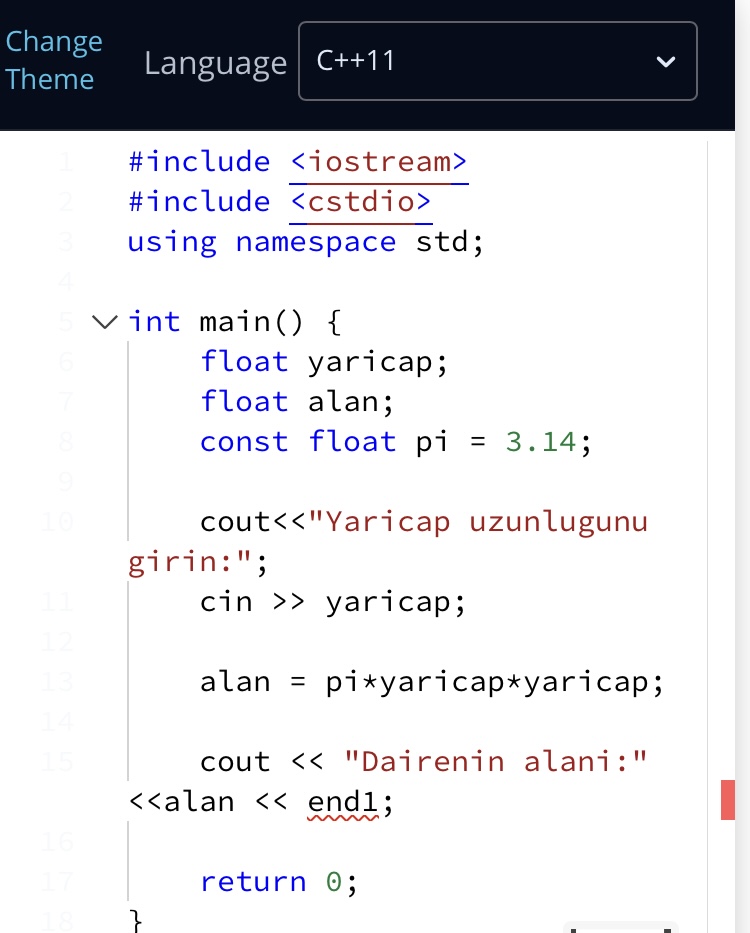 Change
Theme
Language
C++11
1 #include <iostream>
2 #include <cstdio>
3 using namespace std;
4
5 int main() {
6 float yaricap;
7 float alan;
8 const float pi = 3.14;
9
10 cout<<"Yaricap uzunlugunu
girin:";
11 cin >> yaricap;
12
13 alan = pi*yaricap*yaricap;
14
15 cout << "Dairenin alani:"
<<alan << end1;
16
17 return 0;
18 }